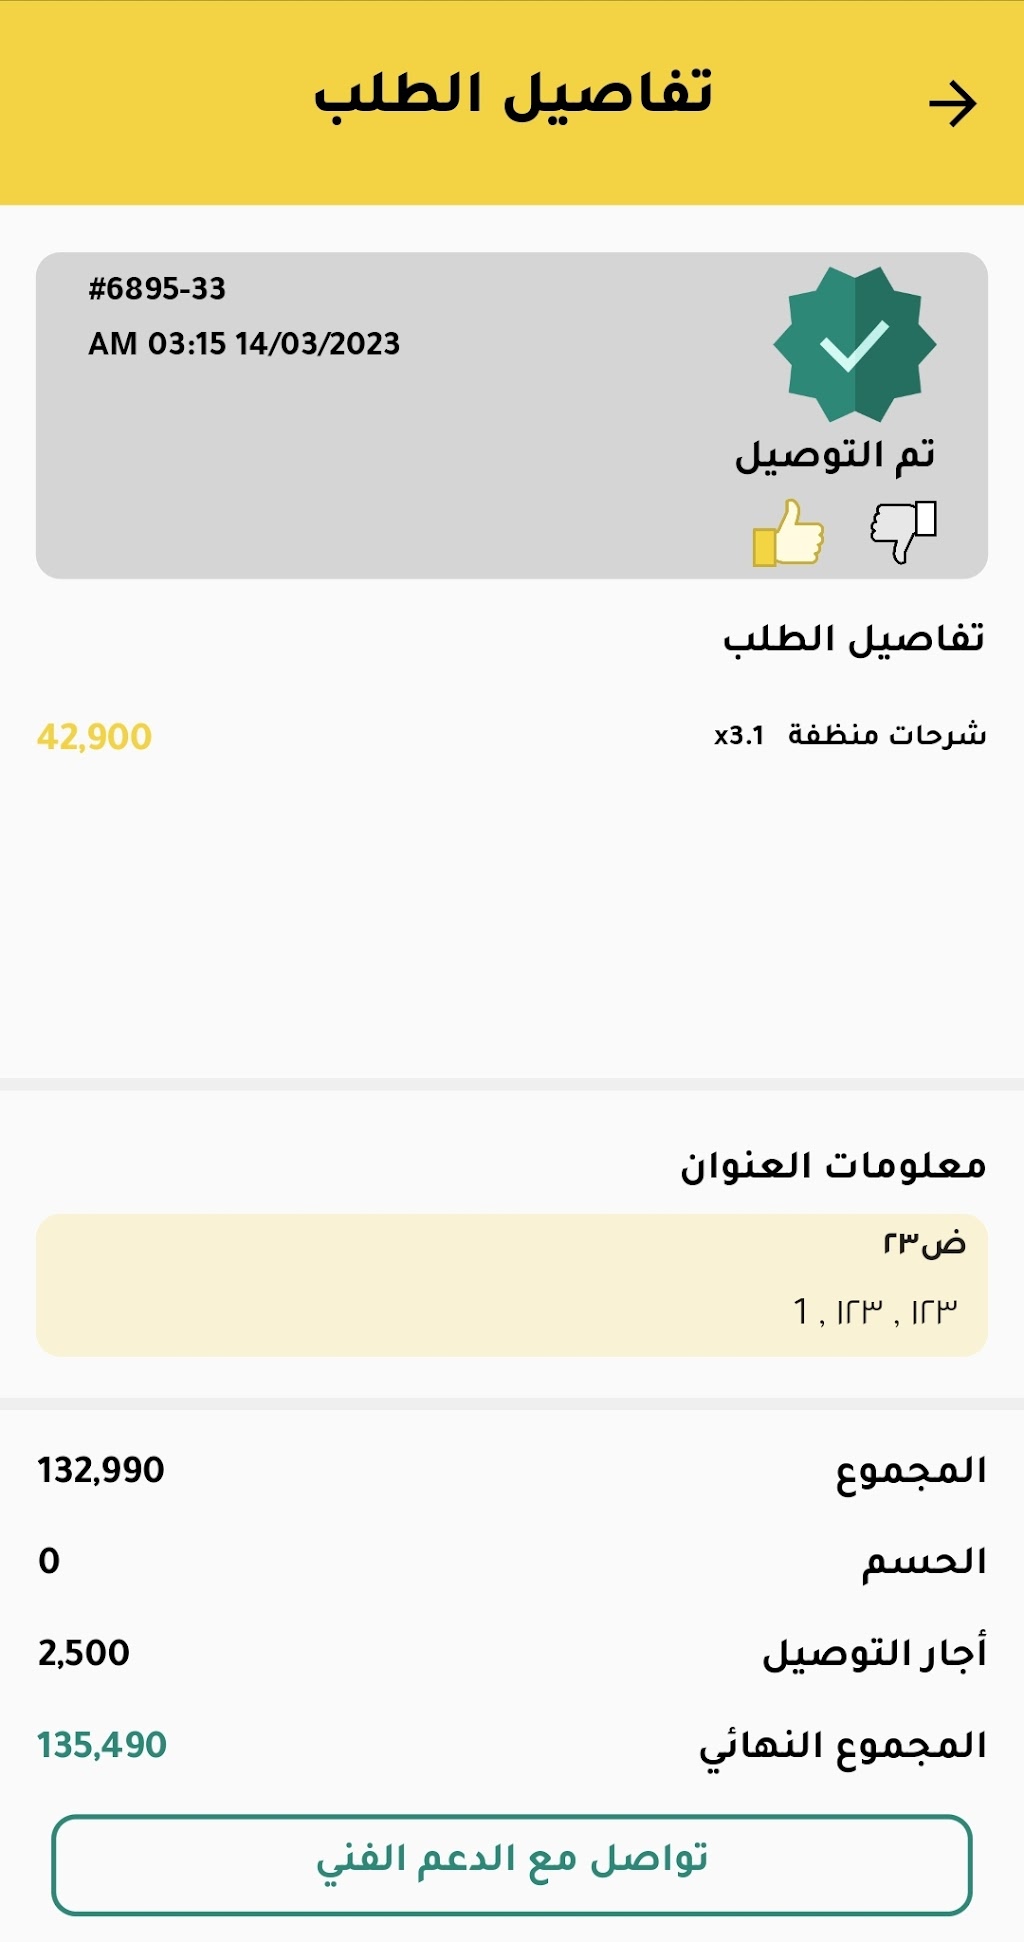 تفاصيل الطلب
#6895-33
AM 03:15 14/03/2023
تم التوصيل
تفاصيل الطلب
شرحات منظفة x3.1 42,900
معلومات العنوان
ض٢٣
١٢٣ , ١٢٣ , 1
المجموع 132,990
الحسم 0
أجار التوصيل 2,500
المجموع النهائي 135,490
تواصل مع الدعم الفني